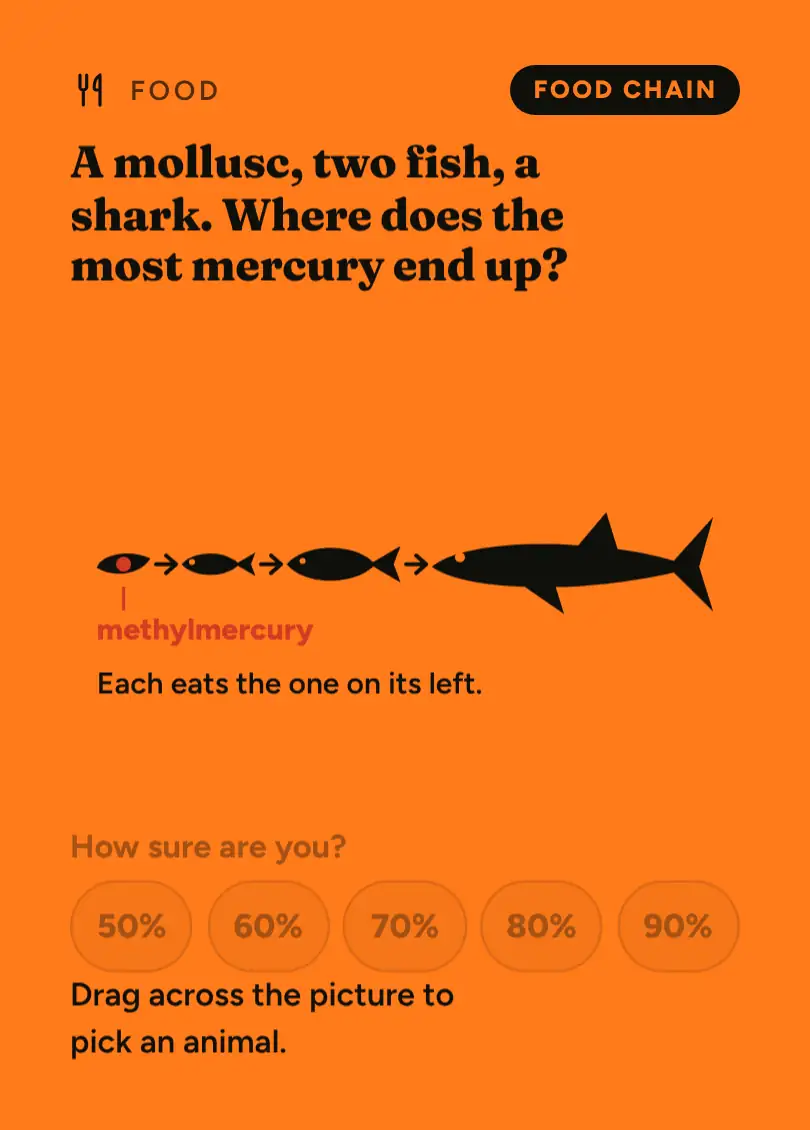 FOOD
FOOD CHAIN
A mollusc, two fish, a
shark. Where does the
most mercury end up?
methylmercury
Each eats the one on its left.
How sure are you?
50% 60% 70% 80% 90%
Drag across the picture to
pick an animal.